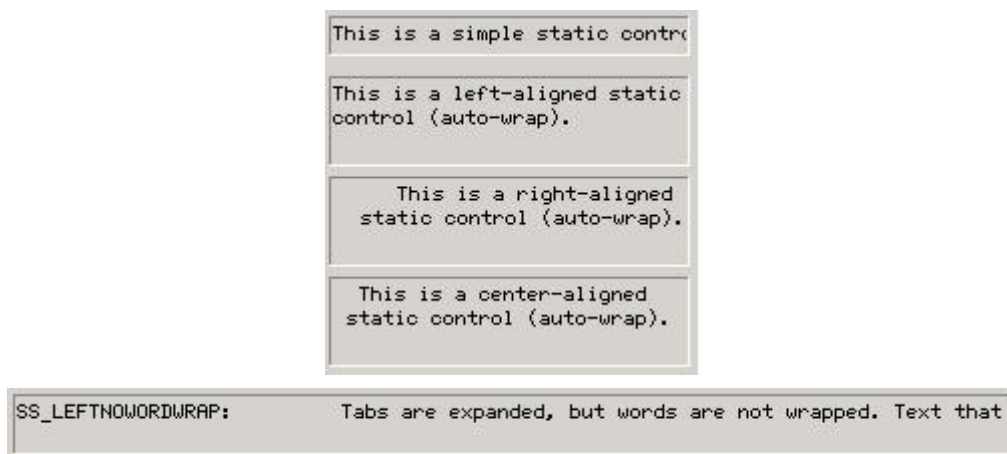 This is a simple static contro
This is a left-aligned static
control (auto-wrap).
This is a right-aligned
static control (auto-wrap).
This is a center-aligned
static control (auto-wrap).
SS_LEFTNOWORDWRAP: Tabs are expanded, but words are not wrapped. Text that